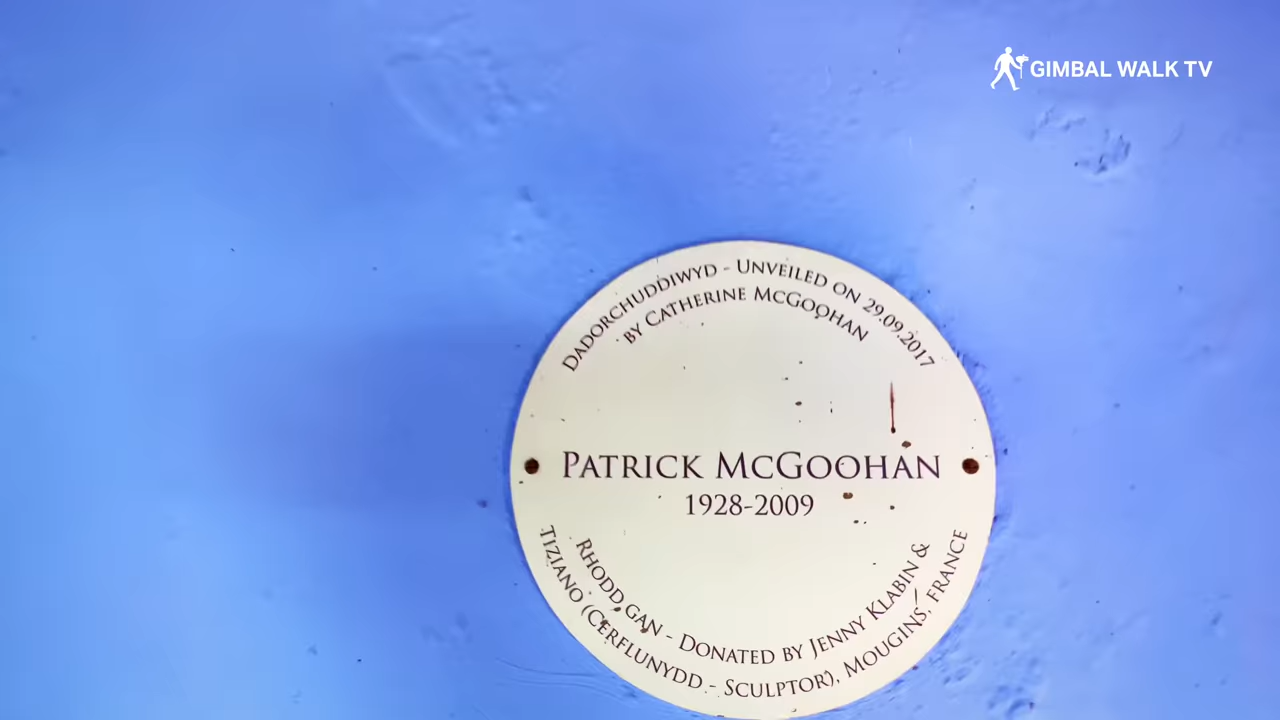 GIMBAL WALK TV
DADORCHUDDIWYD - UNVEILED ON 29.09.2017
BY CATHERINE MCGOOHAN
PATRICK MCGOOHAN
1928-2009
RHODD GAN - DONATED BY JENNY KLABIN &
TIZIANO (CERFLUNYDD - SCULPTOR), MOUGINS, FRANCE